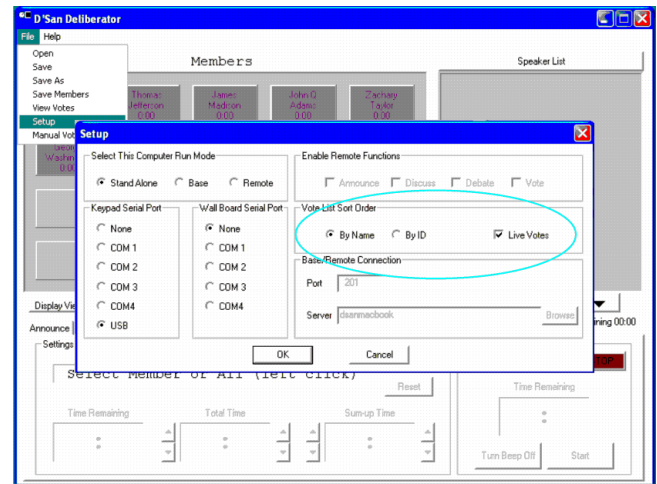 D'San Deliberator
File Help
Open
Save
Save As
Save Members
View Votes
Setup
Manual Vot
Members
Speaker List
Thomas Jefferson 0:00
James Madison 0:00
John Q Adams 0:00
Zachary Taylor 0:00
Setup
Select This Computer Run Mode
Stand Alone Base Remote
Enable Remote Functions
Announce Discuss Debate Vote
Keypad Serial Port
None
COM 1
COM 2
COM 3
COM4
USB
Wall Board Serial Port
None
COM 1
COM 2
COM 3
COM4
Vote List Sort Order
By Name By ID Live Votes
Base/Remote Connection
Port 201
Server dsanmacbook Browse
OK Cancel
Display Vie
ining 00:00
Announce
Settings
Select Member or All (left click)
Reset
Time Remaining Total Time Sum-up Time
: : :
Time Remaining
:
Turn Beep Off Start